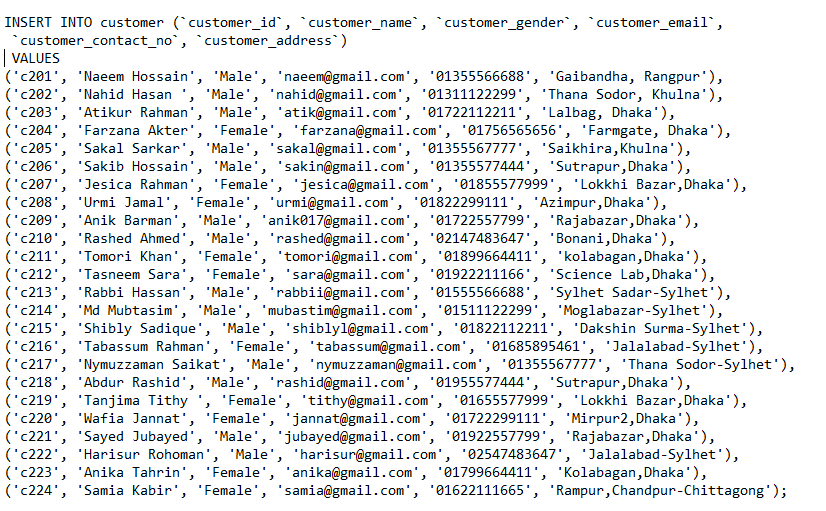 INSERT INTO customer (`customer_id`, `customer_name`, `customer_gender`, `customer_email`,
`customer_contact_no`, `customer_address`)
VALUES
('c201', 'Naeem Hossain', 'Male', 'naeem@gmail.com', '01355566688', 'Gaibandha, Rangpur'),
('c202', 'Nahid Hasan ', 'Male', 'nahid@gmail.com', '01311122299', 'Thana Sodor, Khulna'),
('c203', 'Atikur Rahman', 'Male', 'atik@gmail.com', '01722112211', 'Lalbag, Dhaka'),
('c204', 'Farzana Akter', 'Female', 'farzana@gmail.com', '01756565656', 'Farmgate, Dhaka'),
('c205', 'Sakal Sarkar', 'Male', 'sakal@gmail.com', '01355567777', 'Saikhira,Khulna'),
('c206', 'Sakib Hossain', 'Male', 'sakin@gmail.com', '01355577444', 'Sutrapur,Dhaka'),
('c207', 'Jesica Rahman', 'Female', 'jesica@gmail.com', '01855577999', 'Lokkhi Bazar,Dhaka'),
('c208', 'Urmi Jamal', 'Female', 'urmi@gmail.com', '01822299111', 'Azimpur,Dhaka'),
('c209', 'Anik Barman', 'Male', 'anik017@gmail.com', '01722557799', 'Rajabazar,Dhaka'),
('c210', 'Rashed Ahmed', 'Male', 'rashed@gmail.com', '02147483647', 'Bonani,Dhaka'),
('c211', 'Tomori Khan', 'Female', 'tomori@gmail.com', '01899664411', 'kolabagan,Dhaka'),
('c212', 'Tasneem Sara', 'Female', 'sara@gmail.com', '01922211166', 'Science Lab,Dhaka'),
('c213', 'Rabbi Hassan', 'Male', 'rabbii@gmail.com', '01555566688', 'Sylhet Sadar-Sylhet'),
('c214', 'Md Mubtasim', 'Male', 'mubastim@gmail.com', '01511122299', 'Moglabazar-Sylhet'),
('c215', 'Shibly Sadique', 'Male', 'shiblyl@gmail.com', '01822112211', 'Dakshin Surma-Sylhet'),
('c216', 'Tabassum Rahman', 'Female', 'tabassum@gmail.com', '01685895461', 'Jalalabad-Sylhet'),
('c217', 'Nymuzzaman Saikat', 'Male', 'nymuzzaman@gmail.com', '01355567777', 'Thana Sodor-Sylhet'),
('c218', 'Abdur Rashid', 'Male', 'rashid@gmail.com', '01955577444', 'Sutrapur,Dhaka'),
('c219', 'Tanjima Tithy ', 'Female', 'tithy@gmail.com', '01655577999', 'Lokkhi Bazar,Dhaka'),
('c220', 'Wafia Jannat', 'Female', 'jannat@gmail.com', '01722299111', 'Mirpur2,Dhaka'),
('c221', 'Sayed Jubayed', 'Male', 'jubayed@gmail.com', '01922557799', 'Rajabazar,Dhaka'),
('c222', 'Harisur Rohoman', 'Male', 'harisur@gmail.com', '02547483647', 'Jalalabad-Sylhet'),
('c223', 'Anika Tahrin', 'Female', 'anika@gmail.com', '01799664411', 'Kolabagan,Dhaka'),
('c224', 'Samia Kabir', 'Female', 'samia@gmail.com', '01622111665', 'Rampur,Chandpur-Chittagong');